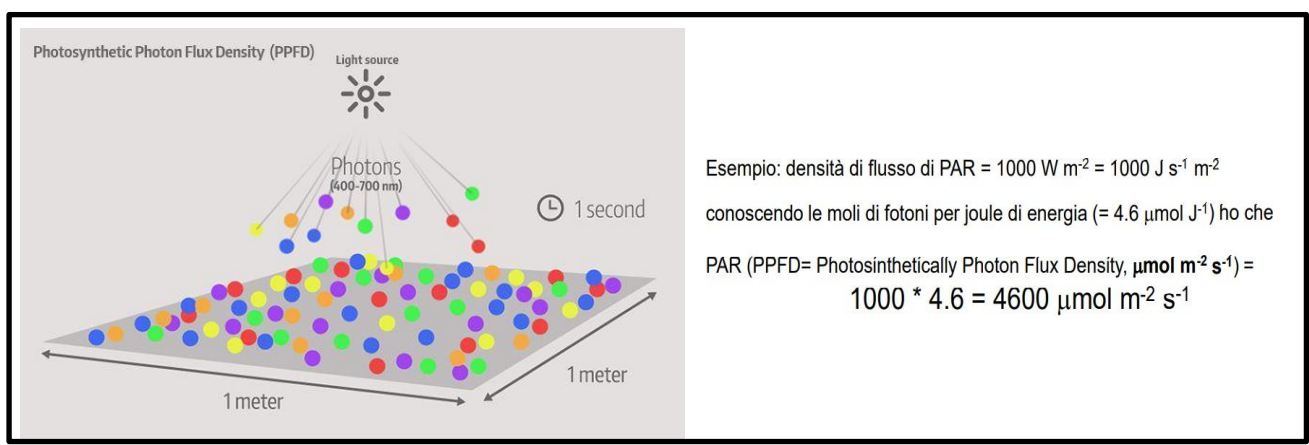 Photosynthetic Photon Flux Density (PPFD)
Light source
Photons
(400-700 nm)
1 second
1 meter
1 meter
Esempio: densità di flusso di PAR = 1000 W m⁻² = 1000 J s⁻¹ m⁻²
conoscendo le moli di fotoni per joule di energia (= 4.6 μmol J⁻¹) ho che
PAR (PPFD= Photosinthetically Photon Flux Density, μmol m⁻² s⁻¹) =
1000 * 4.6 = 4600 μmol m⁻² s⁻¹